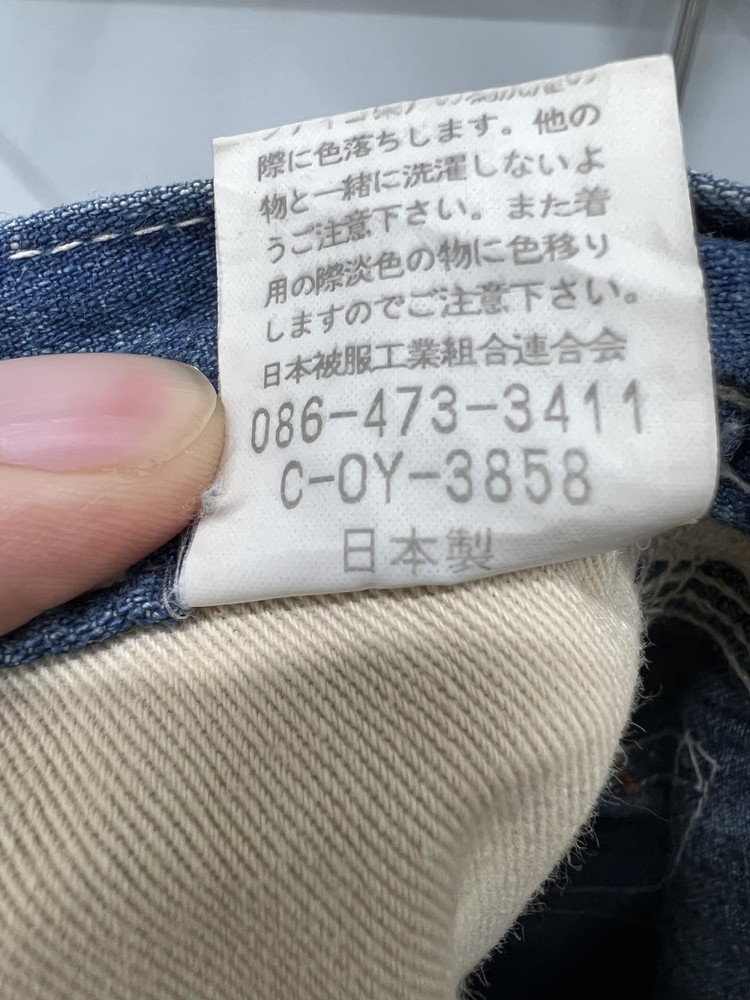 際に色落ちします。他の
物と一緒に洗濯しないよ
うご注意下さい。また着
用の際淡色の物に色移り
しますのでご注意下さい。
日本被服工業組合連合会
086-473-3411
C-OY-3858
日本製